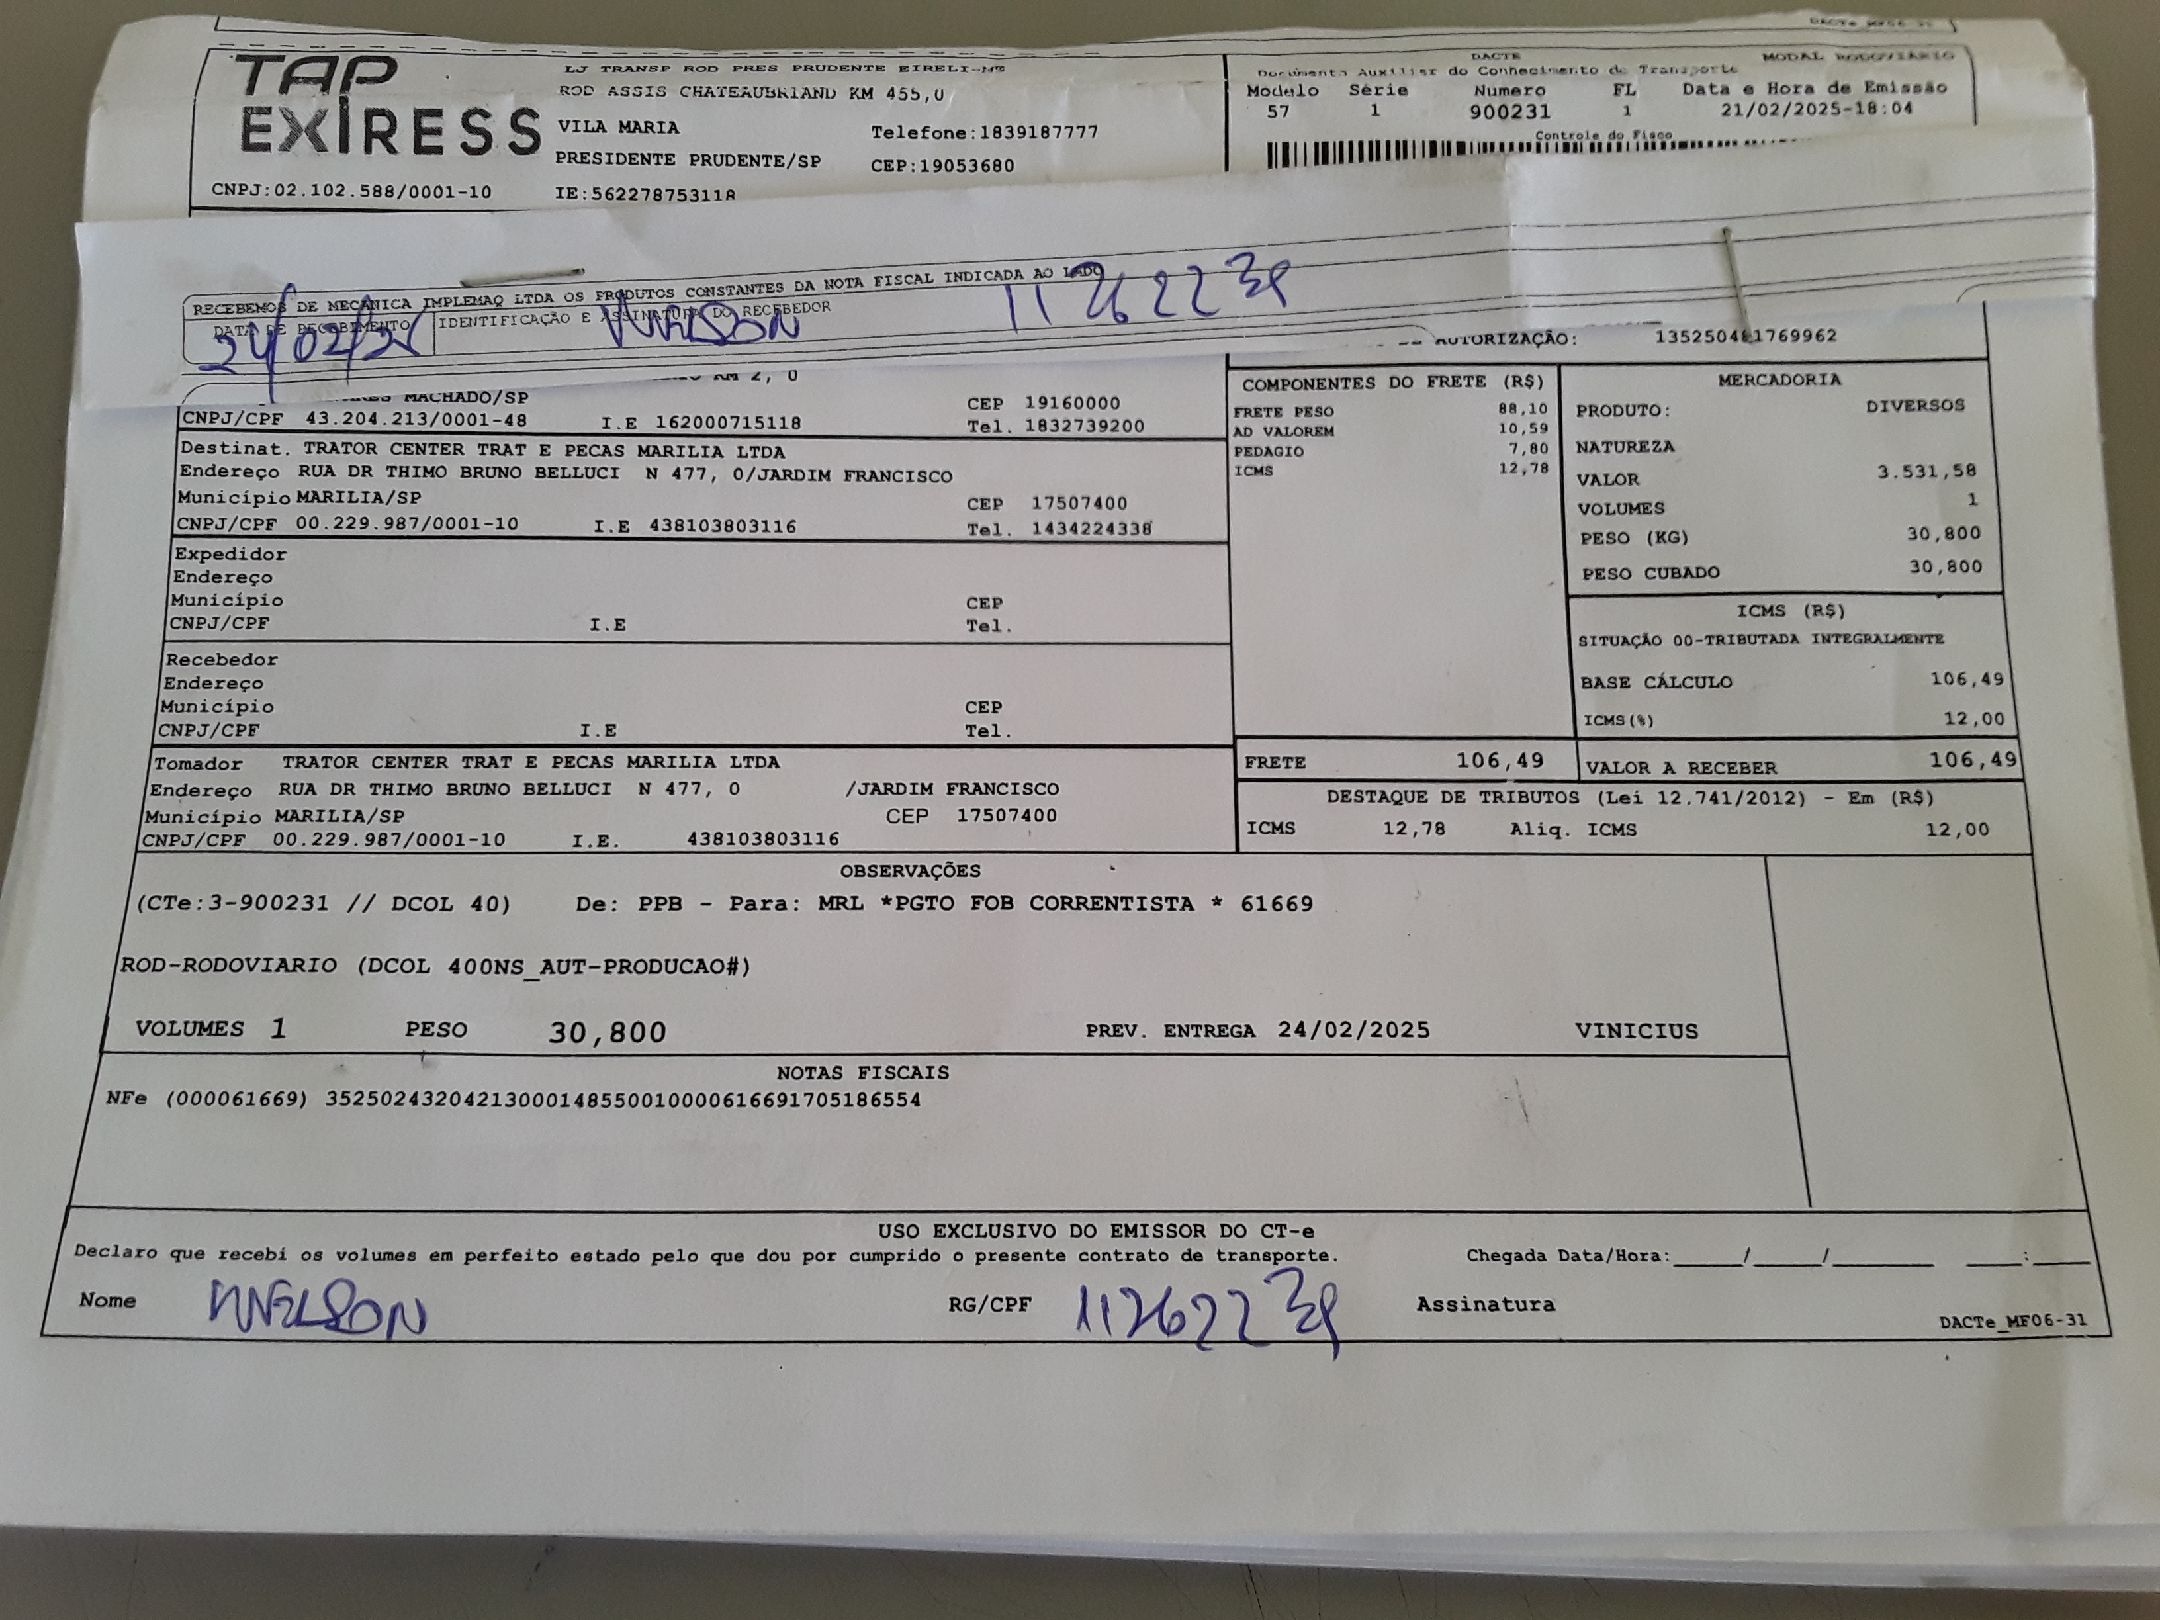 DACTe_MF06-31
TAP
EXIRESS
CNPJ:02.102.588/0001-10
LJ TRANSP ROD PRES PRUDENTE EIRELI-ME
ROD ASSIS CHATEAUBRIAND KM 455,0
VILA MARIA Telefone:1839187777
PRESIDENTE PRUDENTE/SP CEP:19053680
IE:562278753118
DACTE MODAL RODOVIÁRIO
Documento Auxiliar do Conhecimento de Transporte
Modelo Série Numero FL Data e Hora de Emissão
57 1 900231 1 21/02/2025-18:04
Controle do Fisco
RECEBEMOS DE MECANICA IMPLEMAQ LTDA OS PRODUTOS CONSTANTES DA NOTA FISCAL INDICADA AO LADO
DATA DE RECEBIMENTO IDENTIFICAÇÃO E ASSINATURA DO RECEBEDOR
24/02/25 11262239
AUTORIZAÇÃO: 135250481769962
KM 2, 0
MACHADO/SP CEP 19160000
CNPJ/CPF 43.204.213/0001-48 I.E 162000715118 Tel. 1832739200
Destinat. TRATOR CENTER TRAT E PECAS MARILIA LTDA
Endereço RUA DR THIMO BRUNO BELLUCI N 477, 0/JARDIM FRANCISCO
Município MARILIA/SP CEP 17507400
CNPJ/CPF 00.229.987/0001-10 I.E 438103803116 Tel. 1434224338
Expedidor
Endereço
Município CEP
CNPJ/CPF I.E Tel.
Recebedor
Endereço
Município CEP
CNPJ/CPF I.E Tel.
Tomador TRATOR CENTER TRAT E PECAS MARILIA LTDA
Endereço RUA DR THIMO BRUNO BELLUCI N 477, 0 /JARDIM FRANCISCO
Município MARILIA/SP CEP 17507400
CNPJ/CPF 00.229.987/0001-10 I.E. 438103803116
COMPONENTES DO FRETE (R$)
FRETE PESO 88,10
AD VALOREM 10,59
PEDAGIO 7,80
ICMS 12,78
MERCADORIA
PRODUTO: DIVERSOS
NATUREZA
VALOR 3.531,58
VOLUMES 1
PESO (KG) 30,800
PESO CUBADO 30,800
ICMS (R$)
SITUAÇÃO 00-TRIBUTADA INTEGRALMENTE
BASE CÁLCULO 106,49
ICMS(%) 12,00
FRETE 106,49 VALOR A RECEBER 106,49
DESTAQUE DE TRIBUTOS (Lei 12.741/2012) - Em (R$)
ICMS 12,78 Aliq. ICMS 12,00
OBSERVAÇÕES
(CTe:3-900231 // DCOL 40) De: PPB - Para: MRL *PGTO FOB CORRENTISTA * 61669
ROD-RODOVIARIO (DCOL 400NS_AUT-PRODUCAO#)
VOLUMES 1 PESO 30,800 PREV. ENTREGA 24/02/2025 VINICIUS
NOTAS FISCAIS
NFe (000061669) 35250243204213000148550010000616691705186554
USO EXCLUSIVO DO EMISSOR DO CT-e
Declaro que recebi os volumes em perfeito estado pelo que dou por cumprido o presente contrato de transporte. Chegada Data/Hora:_____/_____/________ ____:____
Nome RG/CPF 11262239 Assinatura
DACTe_MF06-31